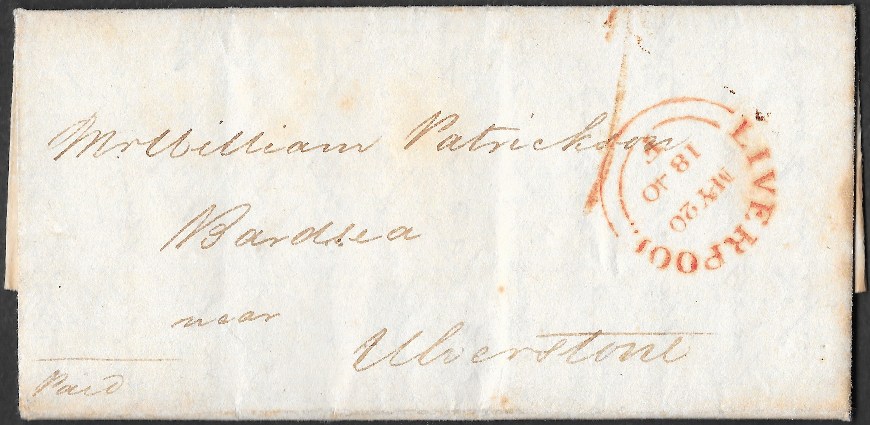 Mr William Patrickson
Bardsea
near
Ulverstone
Paid
LIVERPOOL
MY 20
1840